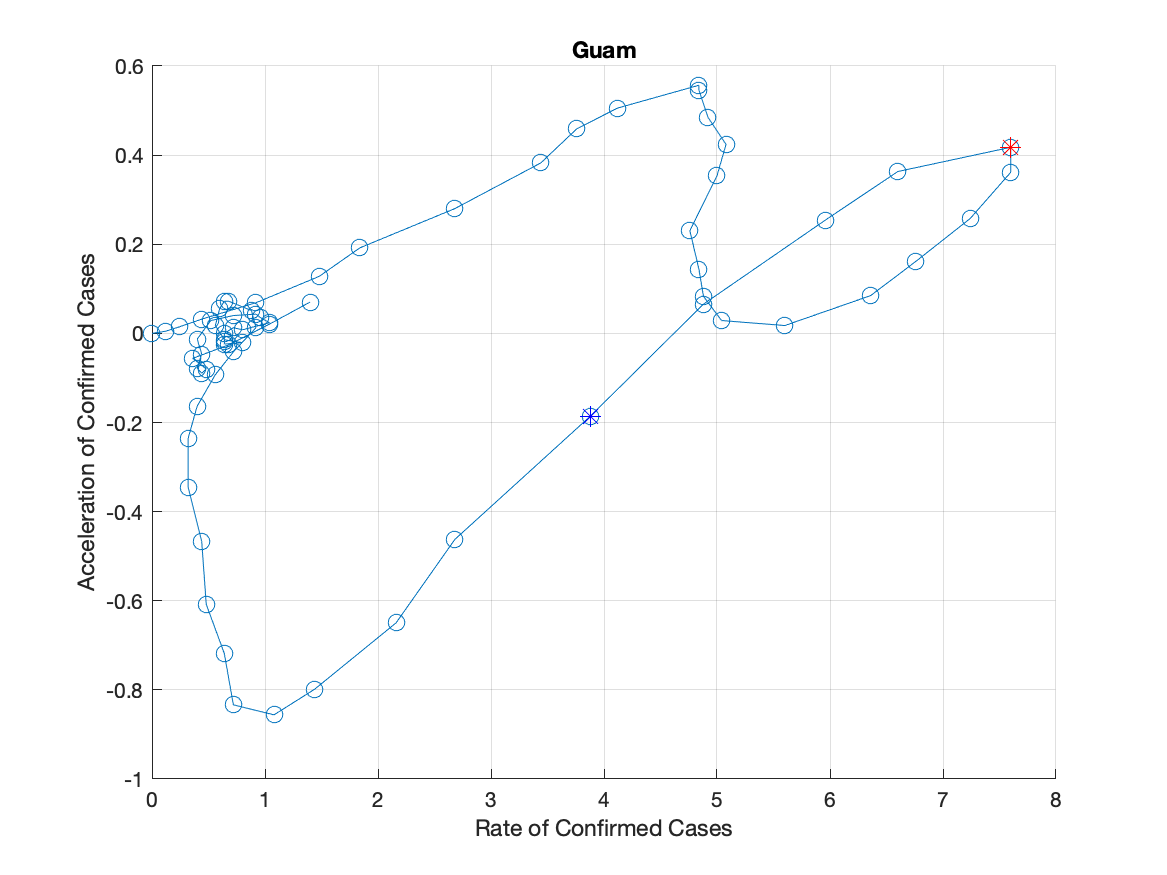 Guam
0.6
0.4
0.2
0
-0.2
-0.4
-0.6
-0.8
-1
Acceleration of Confirmed Cases
0 1 2 3 4 5 6 7 8
Rate of Confirmed Cases